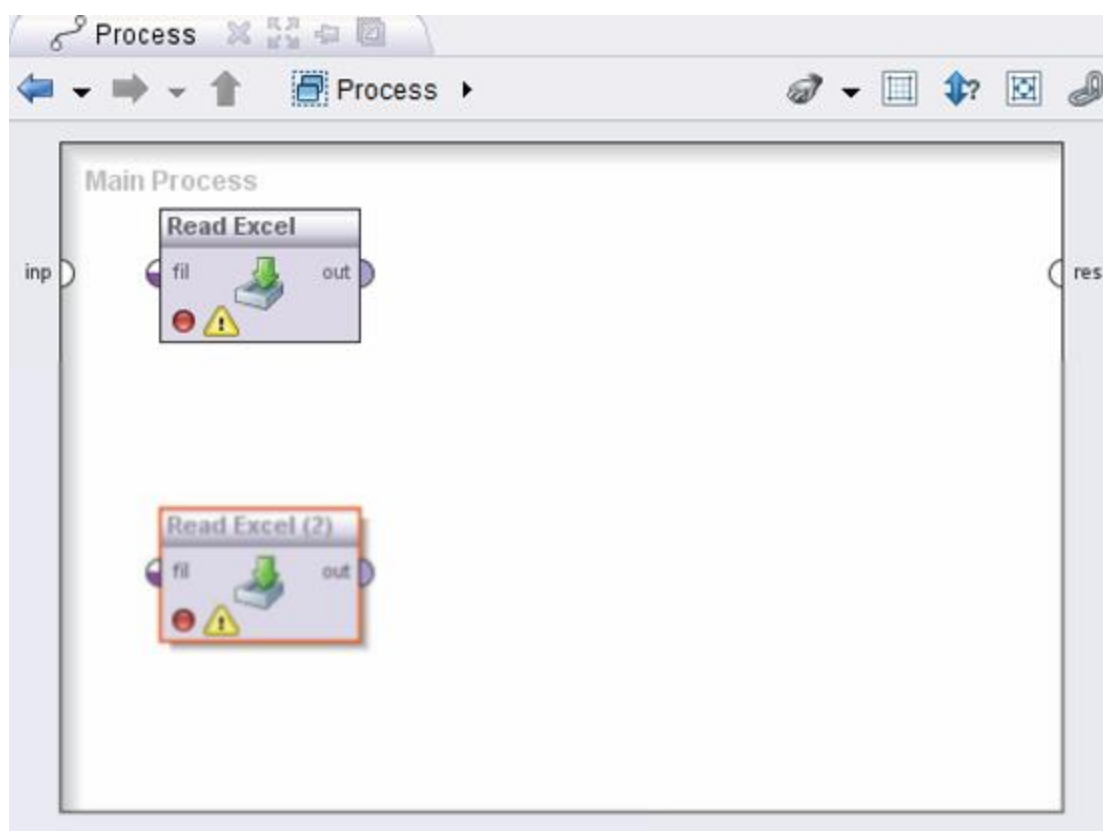 Process
Process
Main Process
Read Excel
inp
fil
out
res
Read Excel (2)
fil
out